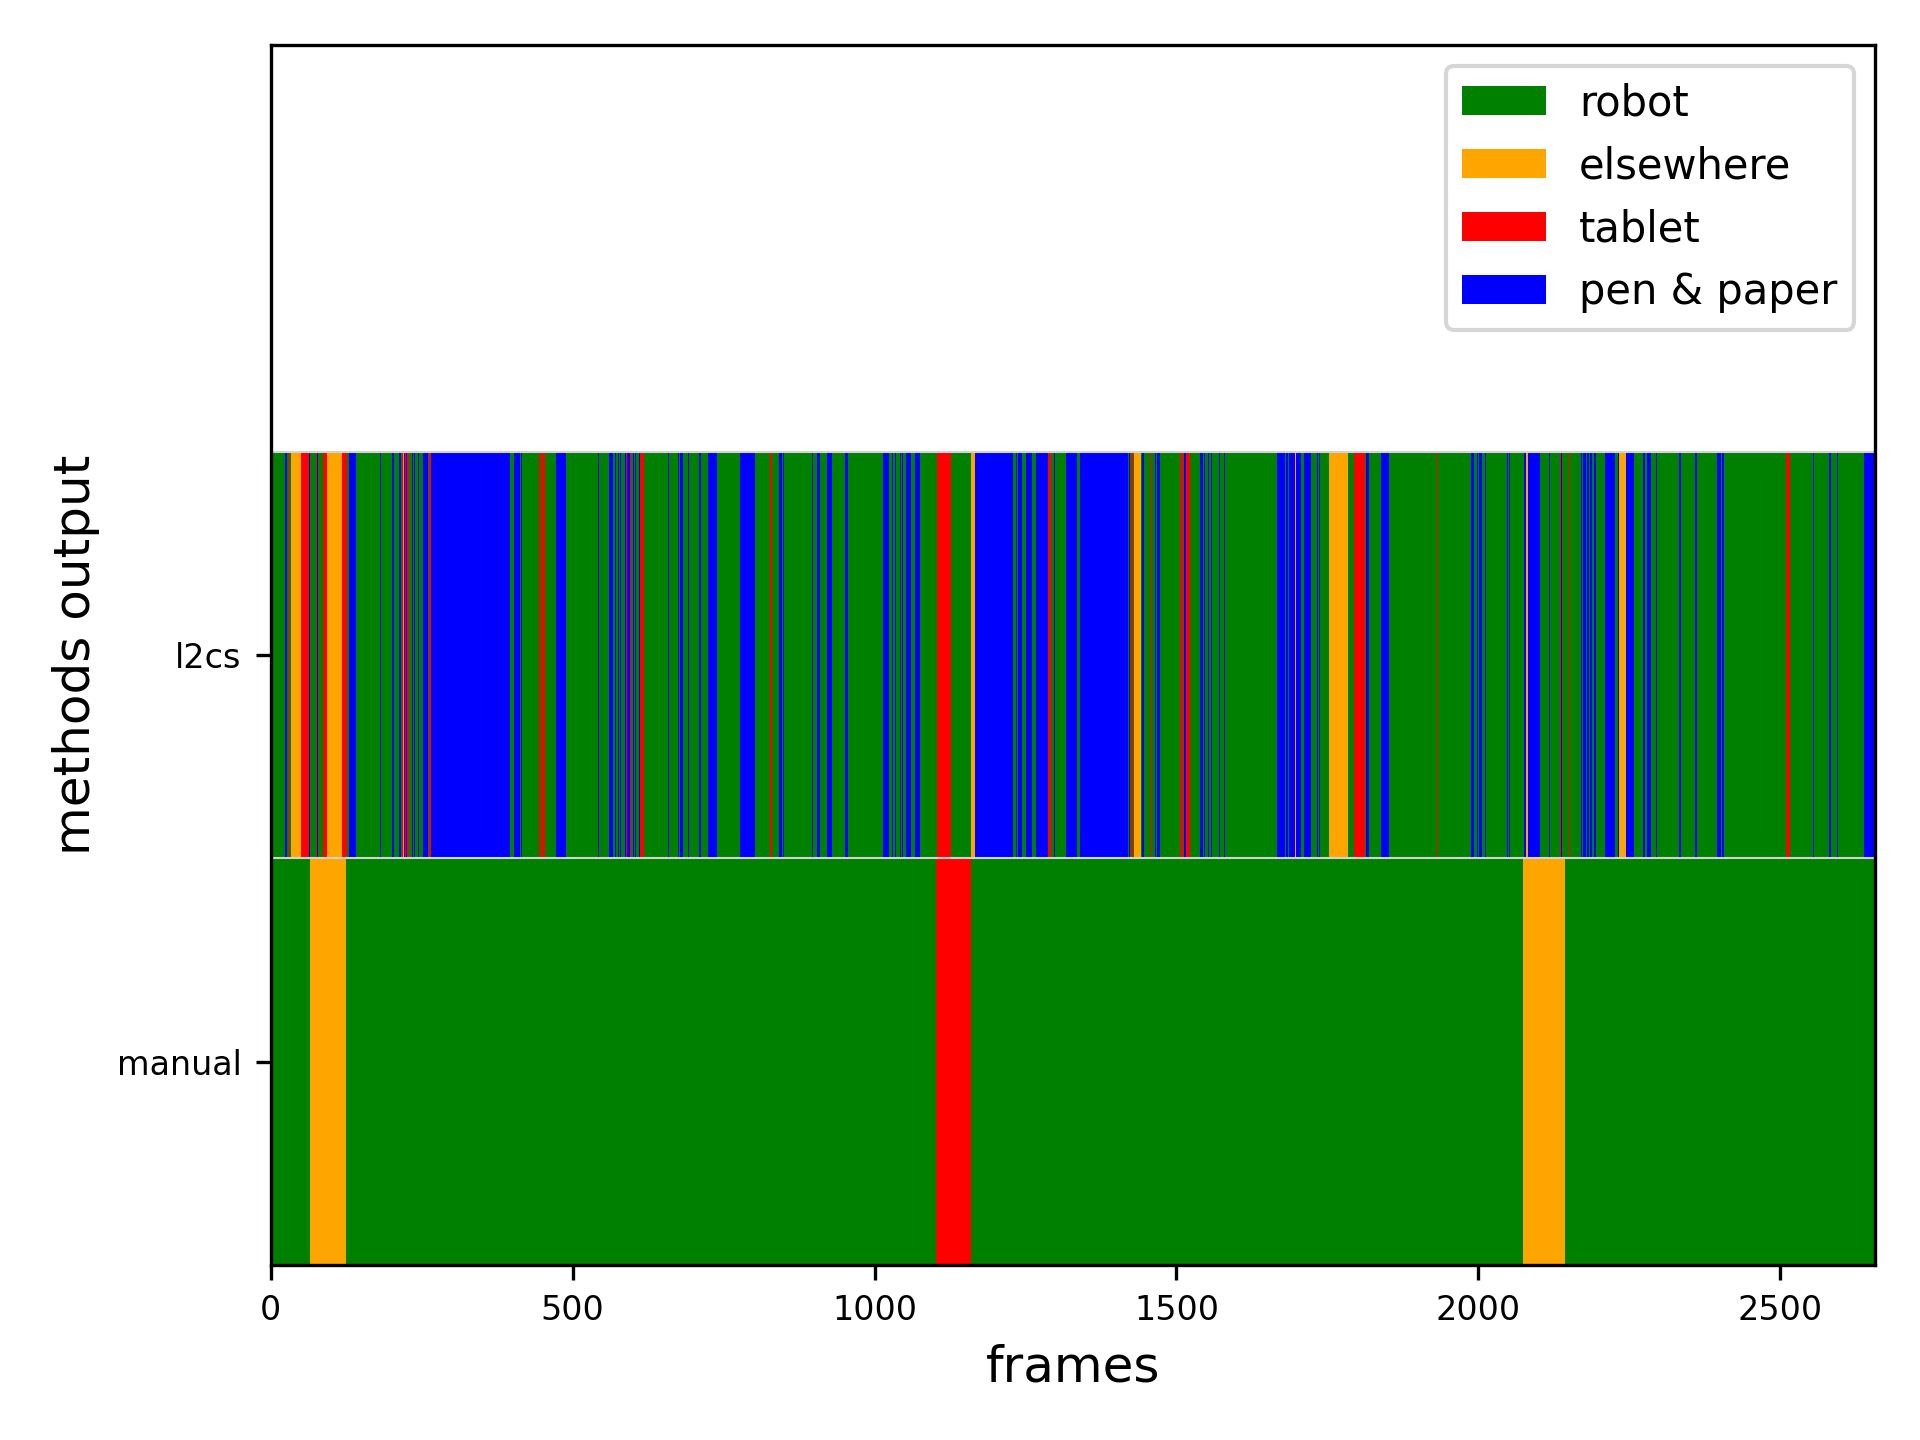 robot
elsewhere
tablet
pen & paper
methods output
l2cs
manual
0 500 1000 1500 2000 2500
frames